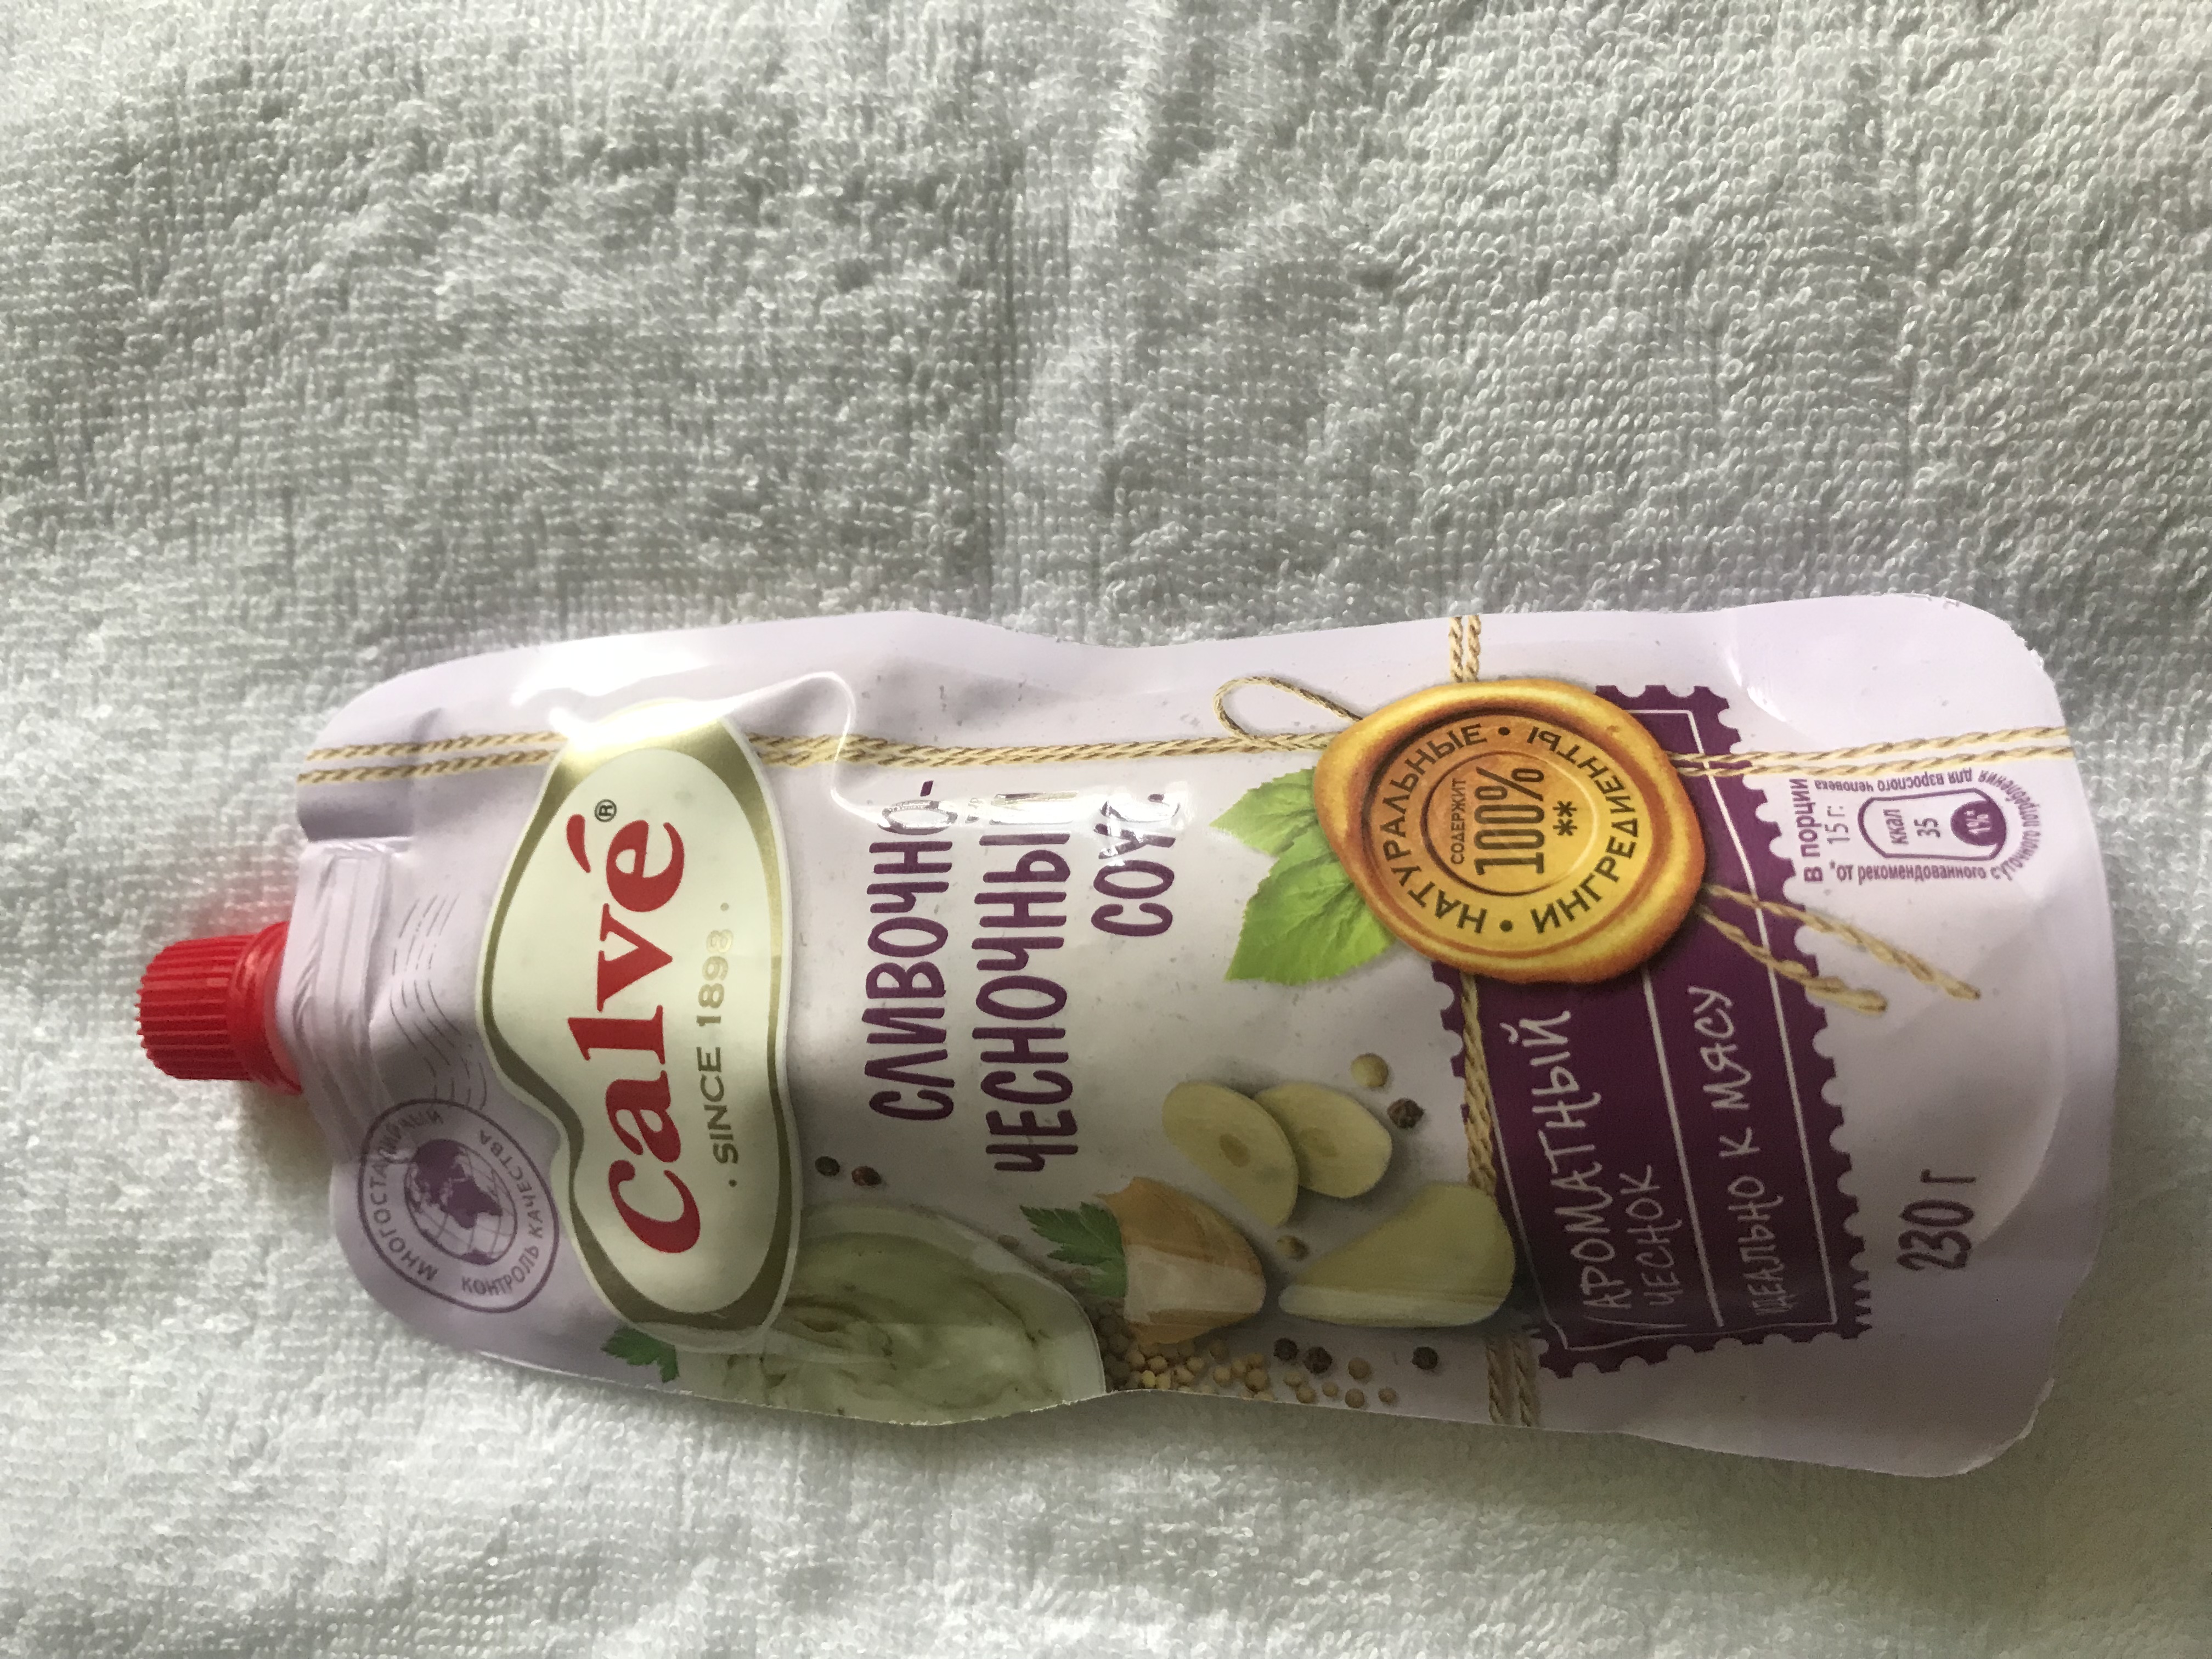 МНОГОСТАДИЙНЫЙ
КОНТРОЛЬ КАЧЕСТВА
Calvé®
· SINCE 1893 ·
СЛИВОЧНО-
ЧЕСНОЧНЫЙ
СОУС
НАТУРАЛЬНЫЕ • ИНГРЕДИЕНТЫ •
СОДЕРЖИТ
100%
**
АРОМАТНЫЙ
ЧЕСНОК
ИДЕАЛЬНО К МЯСУ
В ПОРЦИИ
15 г:
ккал
35
1%*
*от рекомендованного суточного потребления для взрослого человека
230 г